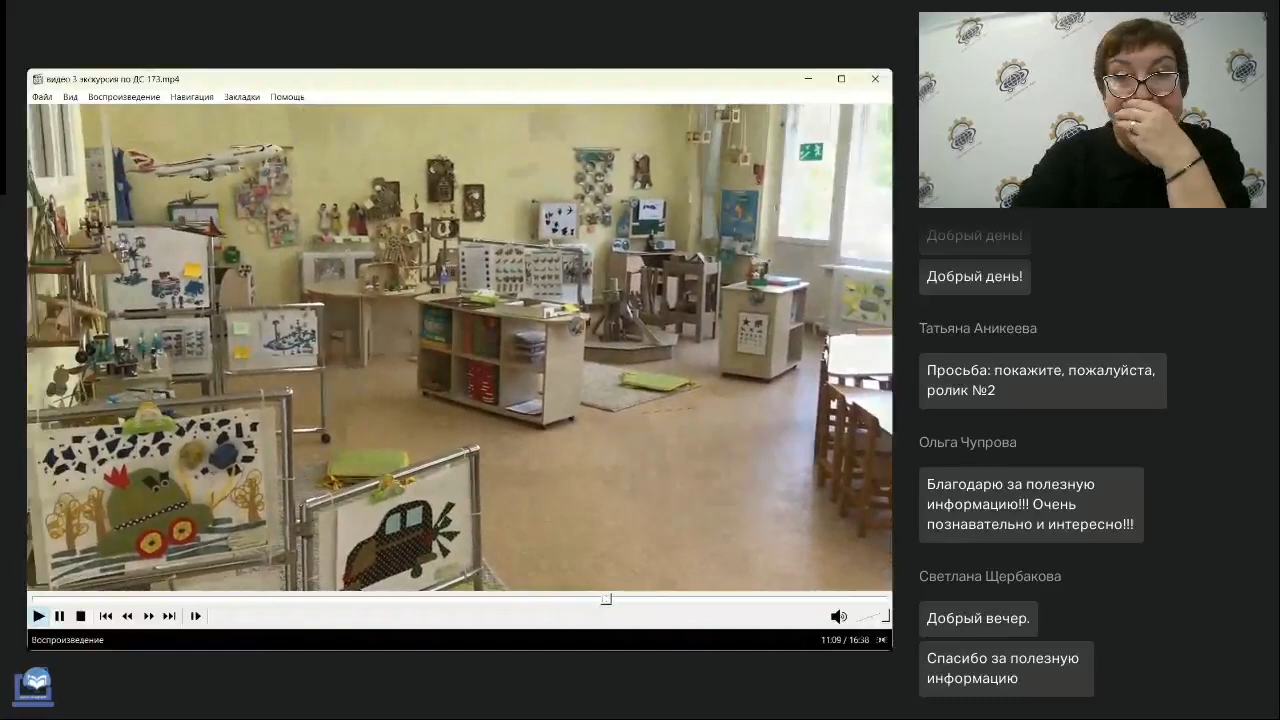 видео 3 экскурсия по ДС 173.mp4
Файл Вид Воспроизведение Навигация Закладки Помощь
Воспроизведение
11:09 / 16:38
Добрый день!
Добрый день!
Татьяна Аникеева
Просьба: покажите, пожалуйста,
ролик №2
Ольга Чупрова
Благодарю за полезную
информацию!!! Очень
познавательно и интересно!!!
Светлана Щербакова
Добрый вечер.
Спасибо за полезную
информацию